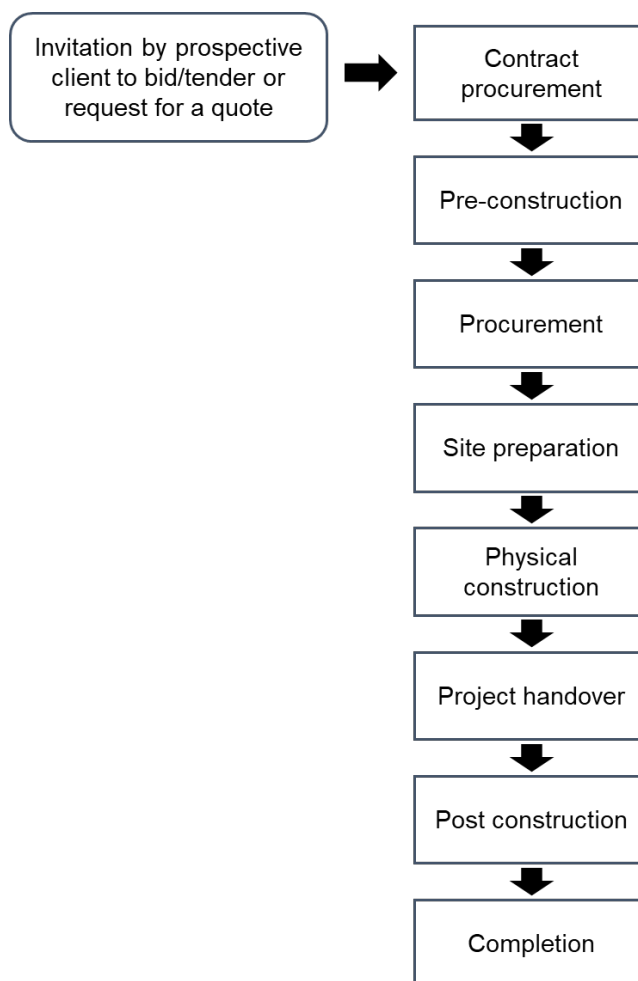 Invitation by prospective
client to bid/tender or
request for a quote
Contract
procurement
Pre-construction
Procurement
Site preparation
Physical
construction
Project handover
Post construction
Completion